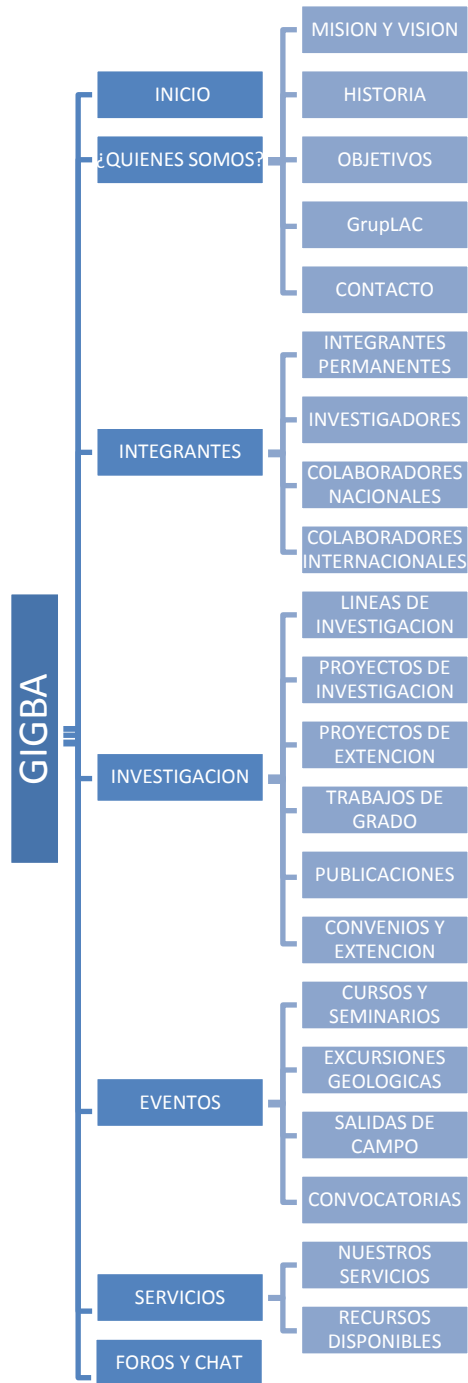 GIGBA
INICIO
¿QUIENES SOMOS?
MISION Y VISION
HISTORIA
OBJETIVOS
GrupLAC
CONTACTO
INTEGRANTES
INTEGRANTES
PERMANENTES
INVESTIGADORES
COLABORADORES
NACIONALES
COLABORADORES
INTERNACIONALES
INVESTIGACION
LINEAS DE
INVESTIGACION
PROYECTOS DE
INVESTIGACION
PROYECTOS DE
EXTENCION
TRABAJOS DE
GRADO
PUBLICACIONES
CONVENIOS Y
EXTENCION
EVENTOS
CURSOS Y
SEMINARIOS
EXCURSIONES
GEOLOGICAS
SALIDAS DE
CAMPO
CONVOCATORIAS
SERVICIOS
NUESTROS
SERVICIOS
RECURSOS
DISPONIBLES
FOROS Y CHAT